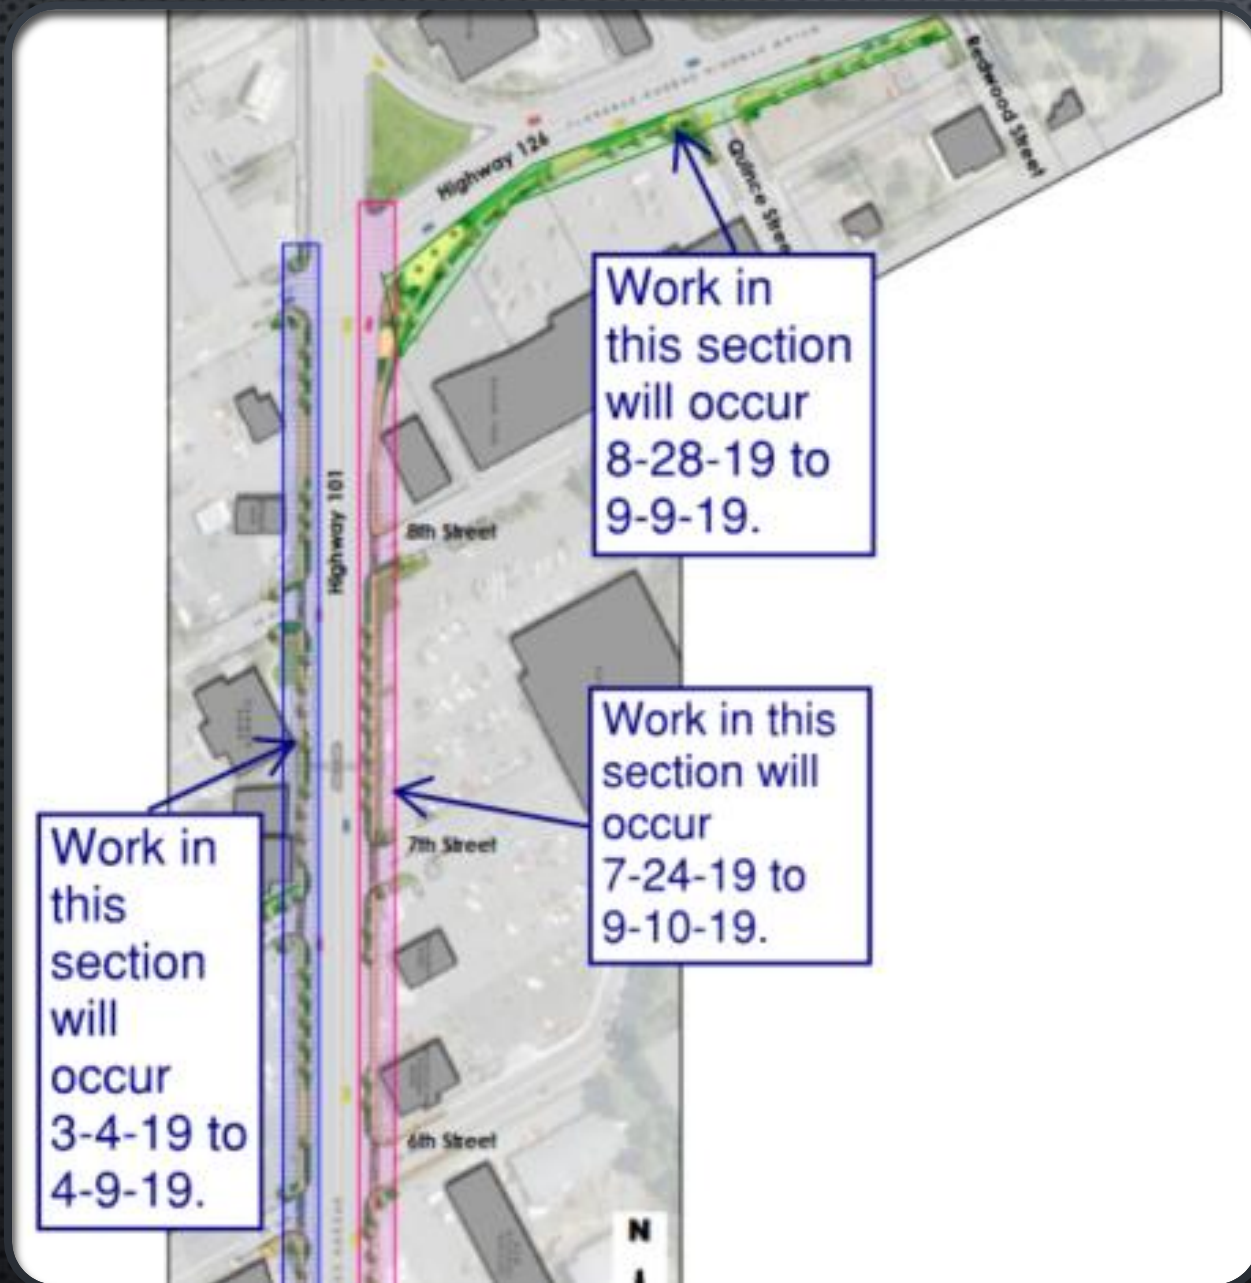 Redwood Street
Highway 126
Quince Stree
Work in
this section
will occur
8-28-19 to
9-9-19.
Highway 101
8th Street
Work in this
section will
occur
7-24-19 to
9-10-19.
7th Street
Work in
this
section
will
occur
3-4-19 to
4-9-19.
6th Street
N